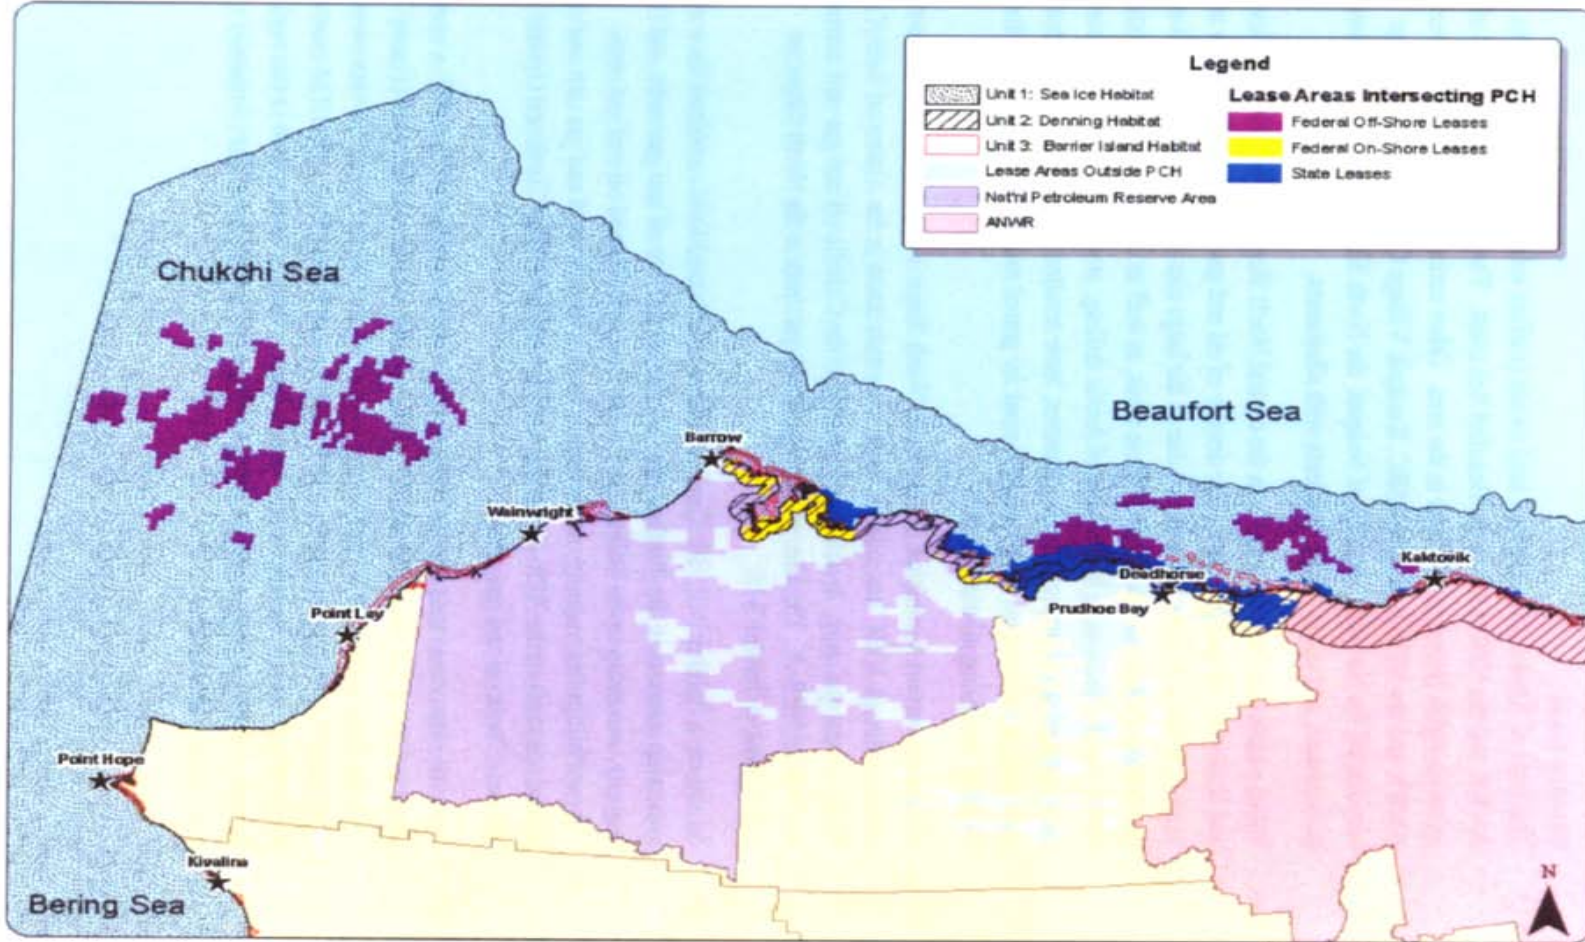 Legend
Unit 1: Sea Ice Habitat
Unit 2: Denning Habitat
Unit 3: Barrier Island Habitat
Lease Areas Outside PCH
Nat'nl Petroleum Reserve Area
ANWR
Lease Areas Intersecting PCH
Federal Off-Shore Leases
Federal On-Shore Leases
State Leases
Chukchi Sea
Beaufort Sea
Barrow
Wainwright
Kaktovik
Deadhorse
Prudhoe Bay
Point Lay
Point Hope
Kivalina
Bering Sea
N